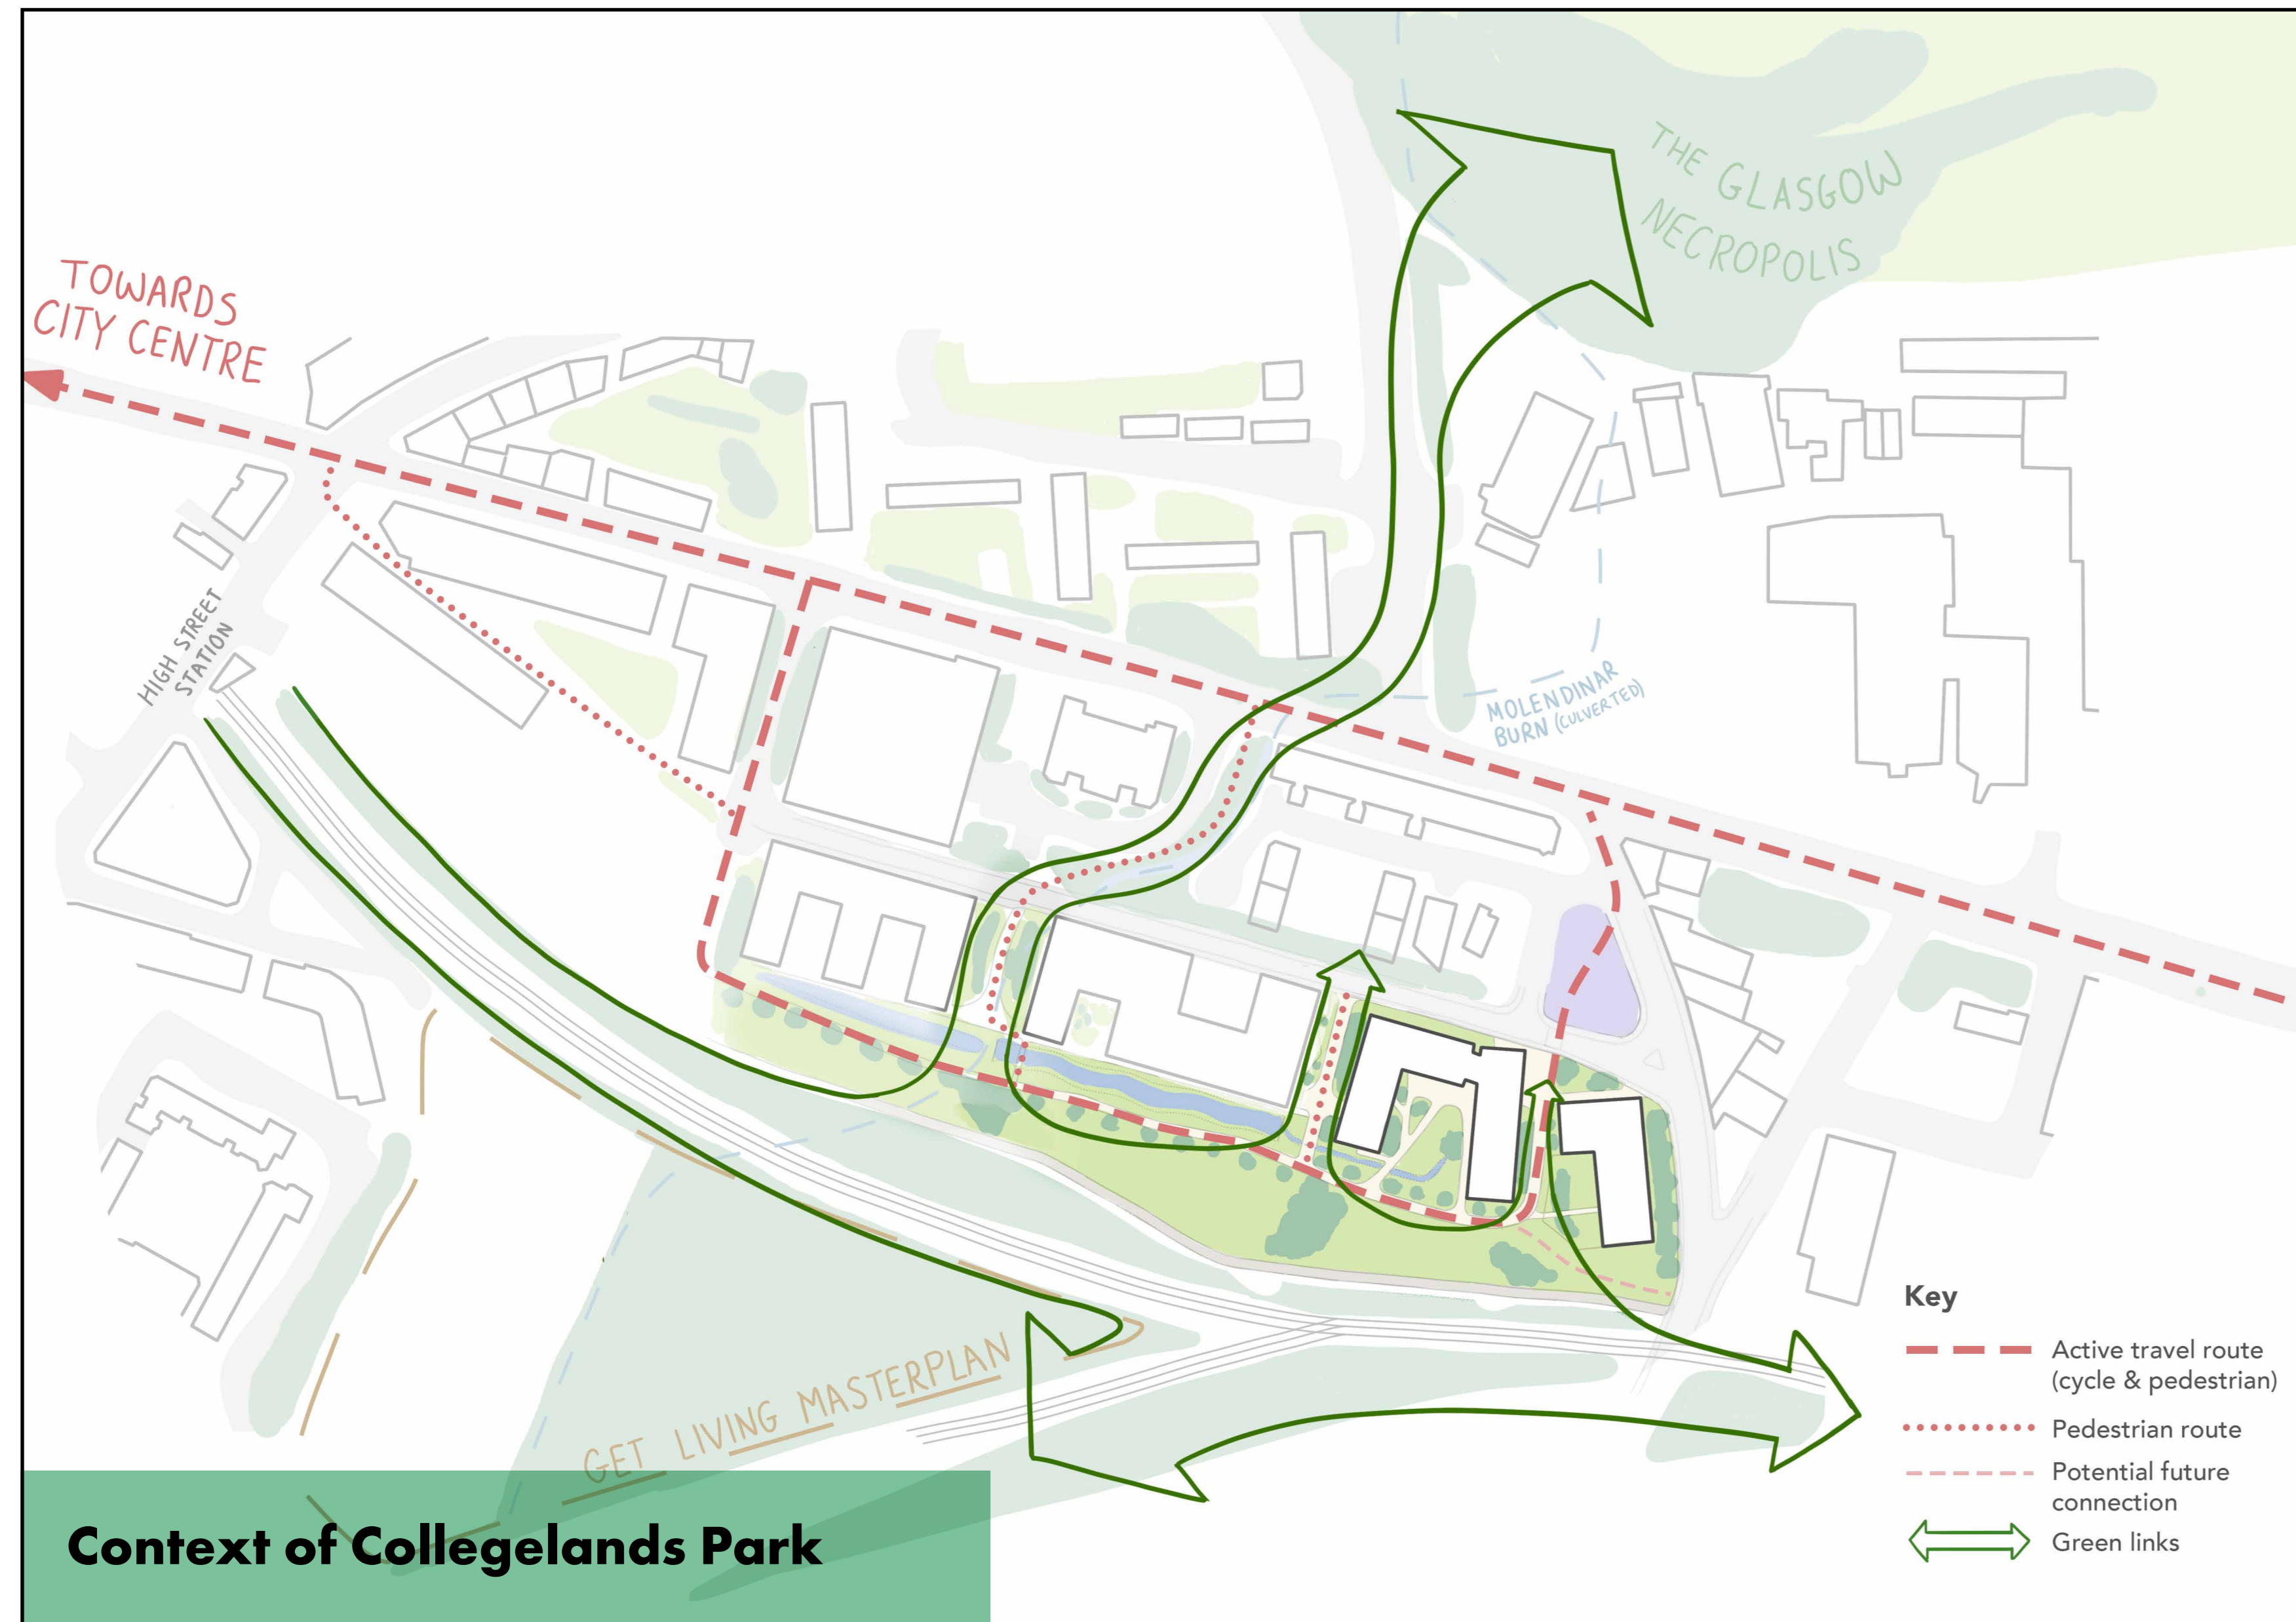 THE GLASGOW
NECROPOLIS
TOWARDS
CITY CENTRE
HIGH STREET
STATION
MOLENDINAR
BURN (CULVERTED)
GET LIVING MASTERPLAN
Key
Active travel route
(cycle & pedestrian)
Pedestrian route
Potential future
connection
Green links
Context of Collegelands Park